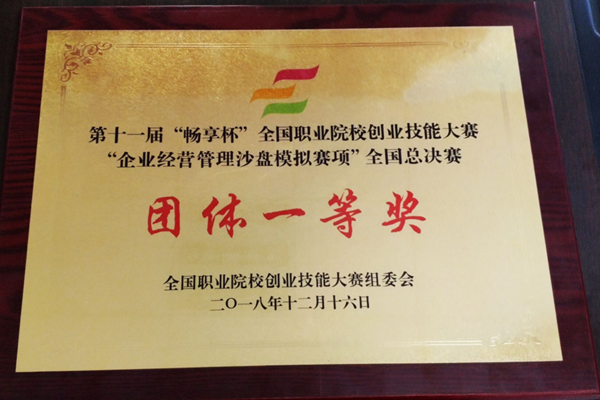 第十一届“畅享杯”全国职业院校创业技能大赛
“企业经营管理沙盘模拟赛项”全国总决赛
团体一等奖
全国职业院校创业技能大赛组委会
二〇一八年十二月十六日